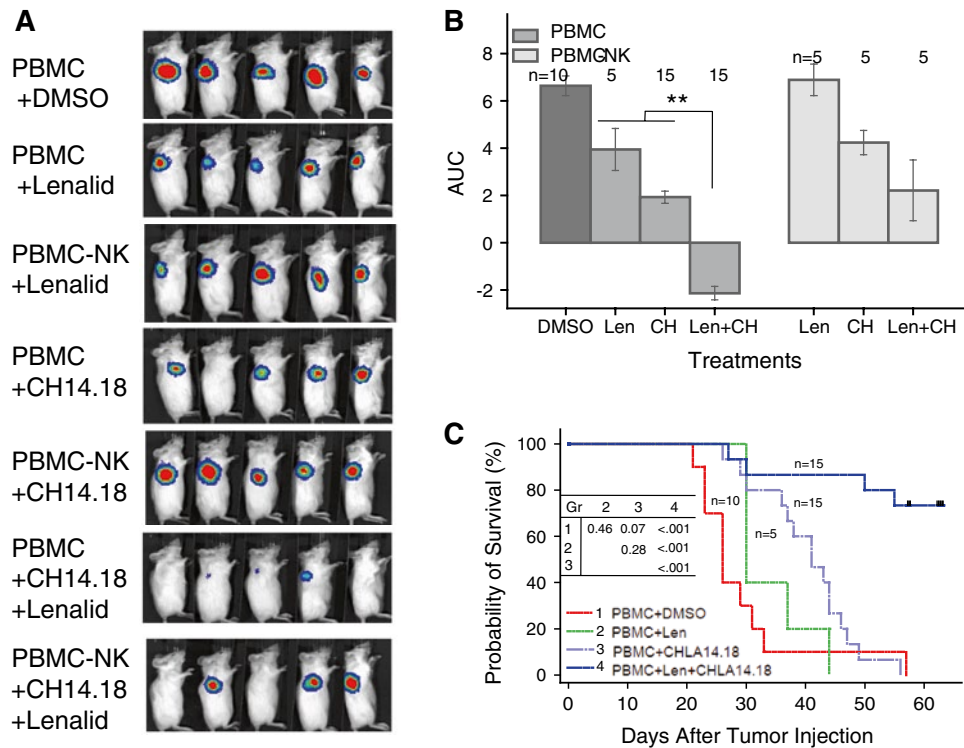 A
PBMC
+DMSO
PBMC
+Lenalid
PBMC-NK
+Lenalid
PBMC
+CH14.18
PBMC-NK
+CH14.18
PBMC
+CH14.18
+Lenalid
PBMC-NK
+CH14.18
+Lenalid
B
PBMC
PBMC-NK
n=10 5 15 15
n=5 5 5
**
8
6
4
2
0
-2
AUC
DMSO Len CH Len+CH
Len CH Len+CH
Treatments
C
100
80
60
40
20
0
Probability of Survival (%)
n=15
n=10
n=15
n=5
Gr 2 3 4
1 0.46 0.07 <.001
2 0.28 <.001
3 <.001
1 PBMC+DMSO
2 PBMC+Len
3 PBMC+CHLA14.18
4 PBMC+Len+CHLA14.18
0 10 20 30 40 50 60
Days After Tumor Injection